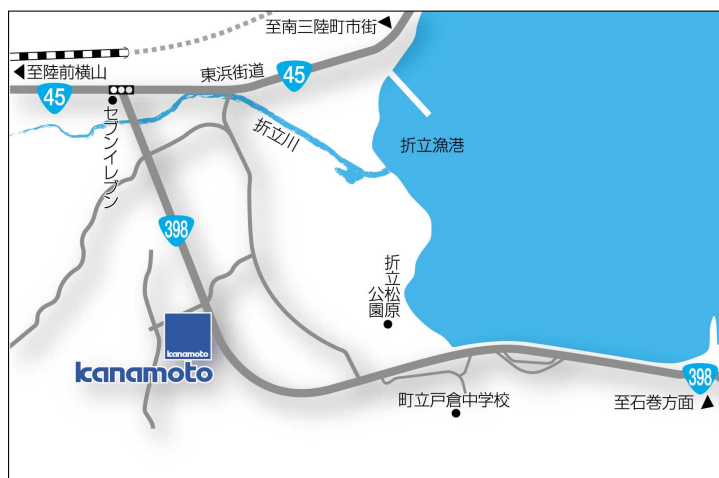 至南三陸町市街
至陸前横山
東浜街道
45
45
セブンイレブン
折立川
折立漁港
398
折立松原
公園
kanamoto
kanamoto
398
町立戸倉中学校
至石巻方面